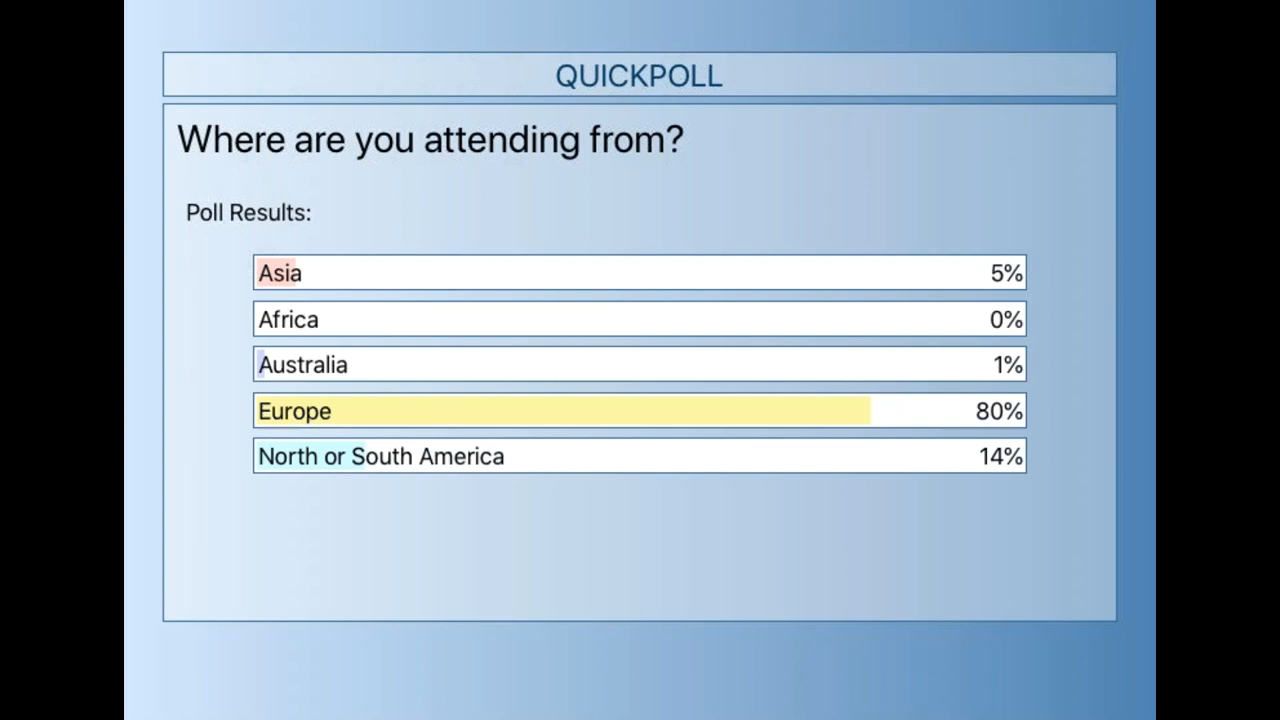 QUICKPOLL
Where are you attending from?
Poll Results:
Asia 5%
Africa 0%
Australia 1%
Europe 80%
North or South America 14%